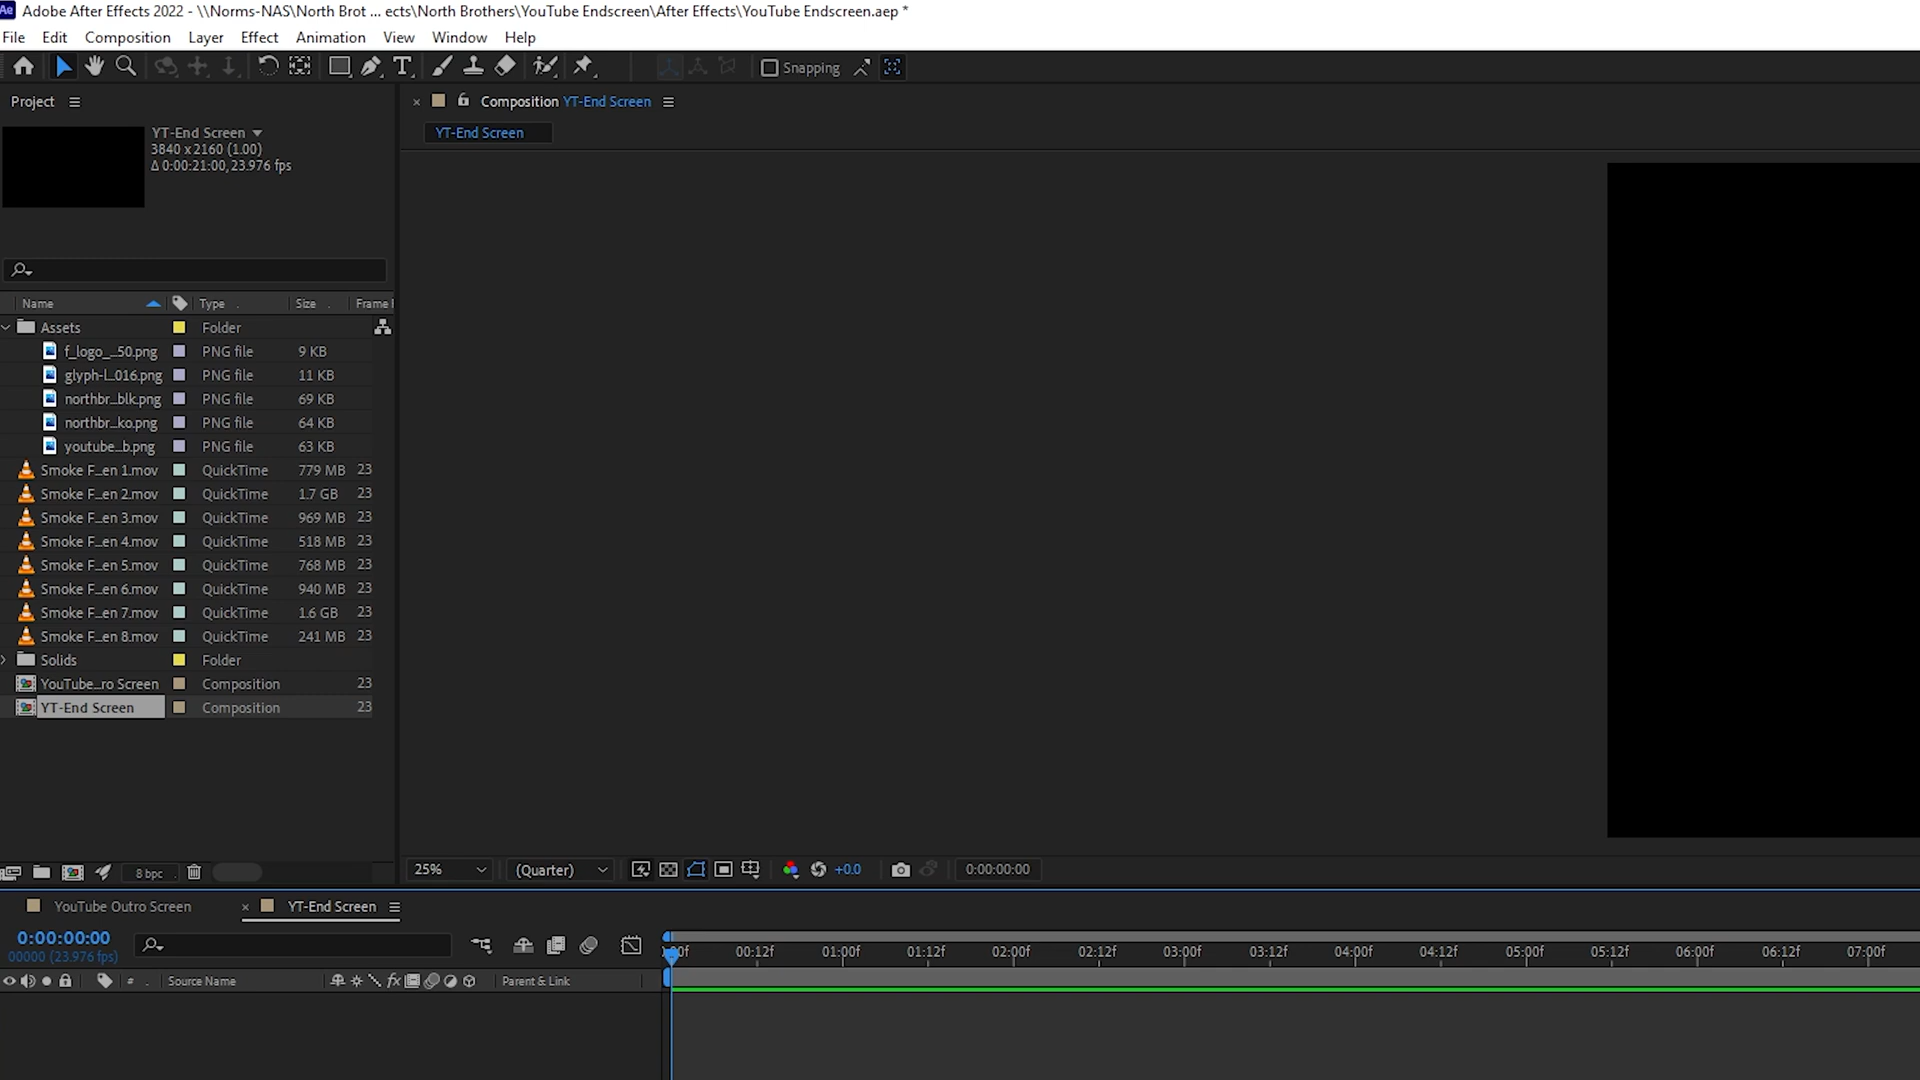 Ae Adobe After Effects 2022 - \\Norms-NAS\North Brot ... ects\North Brothers\YouTube Endscreen\After Effects\YouTube Endscreen.aep *
File Edit Composition Layer Effect Animation View Window Help
Snapping
Project
YT-End Screen
3840 x 2160 (1.00)
Δ 0:00:21:00, 23.976 fps
Composition YT-End Screen
YT-End Screen
Name Type Size Frame
Assets Folder
f_logo_...50.png PNG file 9 KB
glyph-l...016.png PNG file 11 KB
northbr...blk.png PNG file 69 KB
northbr...ko.png PNG file 64 KB
youtube...b.png PNG file 63 KB
Smoke F...en 1.mov QuickTime 779 MB 23
Smoke F...en 2.mov QuickTime 1.7 GB 23
Smoke F...en 3.mov QuickTime 969 MB 23
Smoke F...en 4.mov QuickTime 518 MB 23
Smoke F...en 5.mov QuickTime 768 MB 23
Smoke F...en 6.mov QuickTime 940 MB 23
Smoke F...en 7.mov QuickTime 1.6 GB 23
Smoke F...en 8.mov QuickTime 241 MB 23
Solids Folder
YouTube...ro Screen Composition 23
YT-End Screen Composition 23
8 bpc
25% (Quarter) +0.0 0:00:00:00
YouTube Outro Screen × YT-End Screen
0:00:00:00
00000 (23.976 fps)
:00f 00:12f 01:00f 01:12f 02:00f 02:12f 03:00f 03:12f 04:00f 04:12f 05:00f 05:12f 06:00f 06:12f 07:00f
# Source Name fx Parent & Link